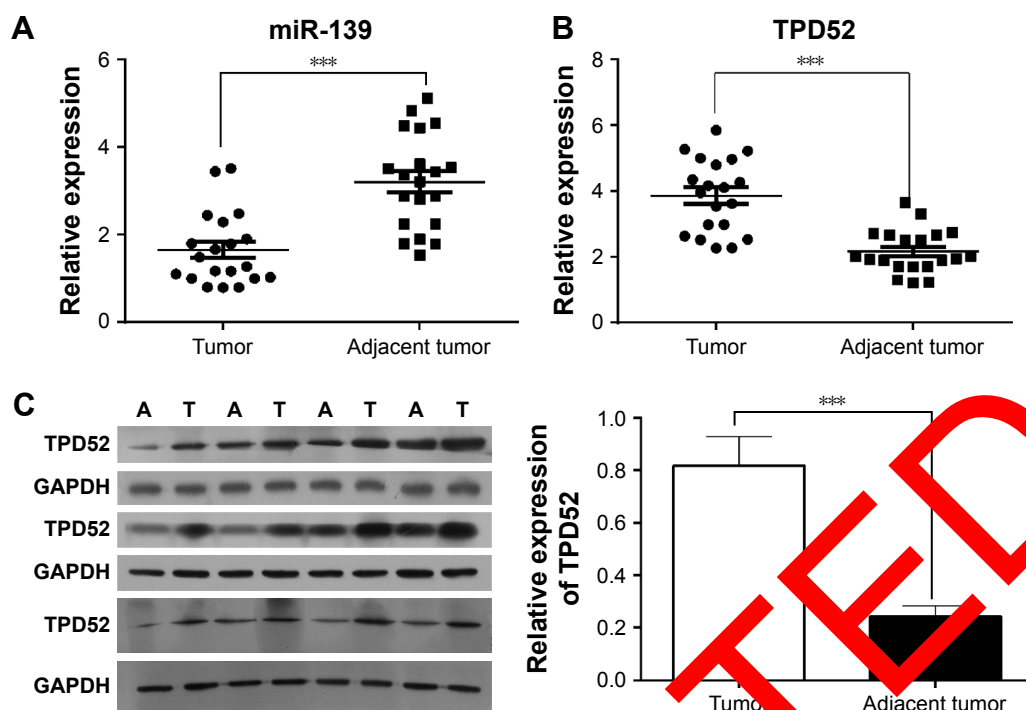 A
miR-139
Relative expression
6
4
2
0
***
Tumor
Adjacent tumor
B
TPD52
Relative expression
8
6
4
2
0
***
Tumor
Adjacent tumor
C
A T A T A T A T
TPD52
GAPDH
TPD52
GAPDH
TPD52
GAPDH
Relative expression
of TPD52
1.0
0.8
0.6
0.4
0.2
0.0
***
Tumor
Adjacent tumor
TED